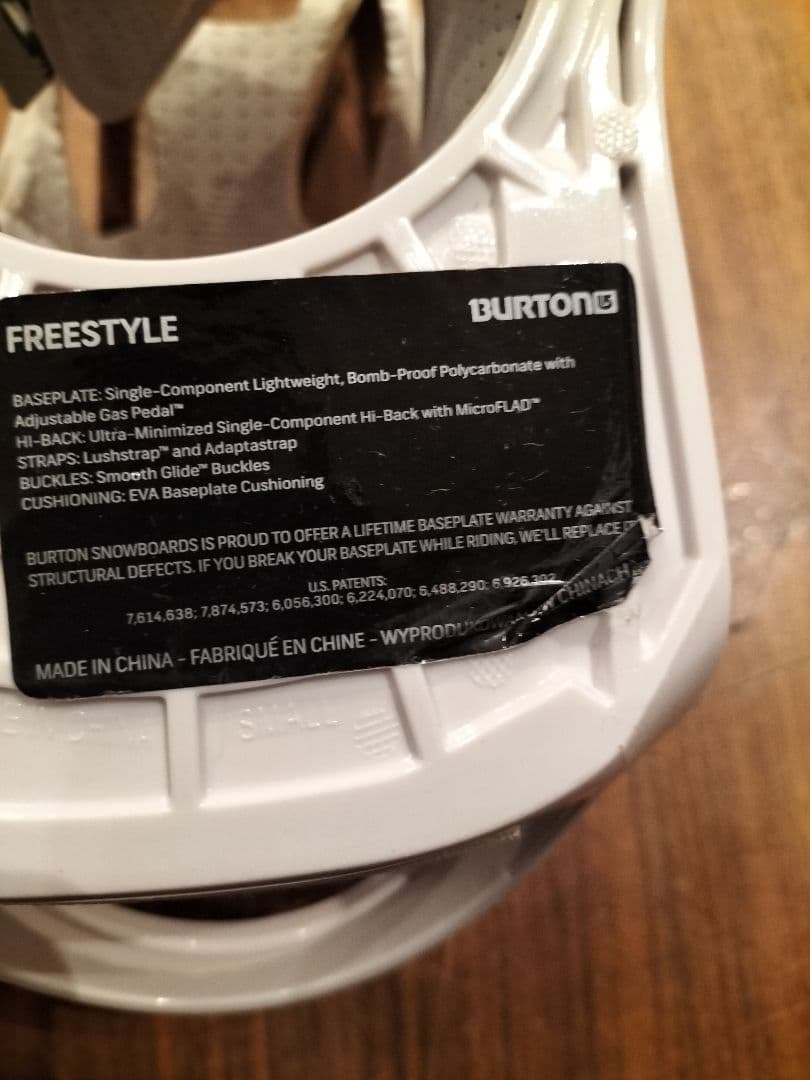 BURTON
FREESTYLE
BASEPLATE: Single-Component Lightweight, Bomb-Proof Polycarbonate with
Adjustable Gas Pedal™
HI-BACK: Ultra-Minimized Single-Component Hi-Back with MicroFLAD™
STRAPS: Lushstrap™ and Adaptastrap
BUCKLES: Smooth Glide™ Buckles
CUSHIONING: EVA Baseplate Cushioning
BURTON SNOWBOARDS IS PROUD TO OFFER A LIFETIME BASEPLATE WARRANTY AGAINST
STRUCTURAL DEFECTS. IF YOU BREAK YOUR BASEPLATE WHILE RIDING, WE'LL REPLACE IT
U.S. PATENTS:
7,614,638; 7,874,573; 6,056,300; 6,224,070; 6,488,290; 6,926,302
MADE IN CHINA - FABRIQUÉ EN CHINE - WYPRODUKOWANO W CHINACH
SMALL